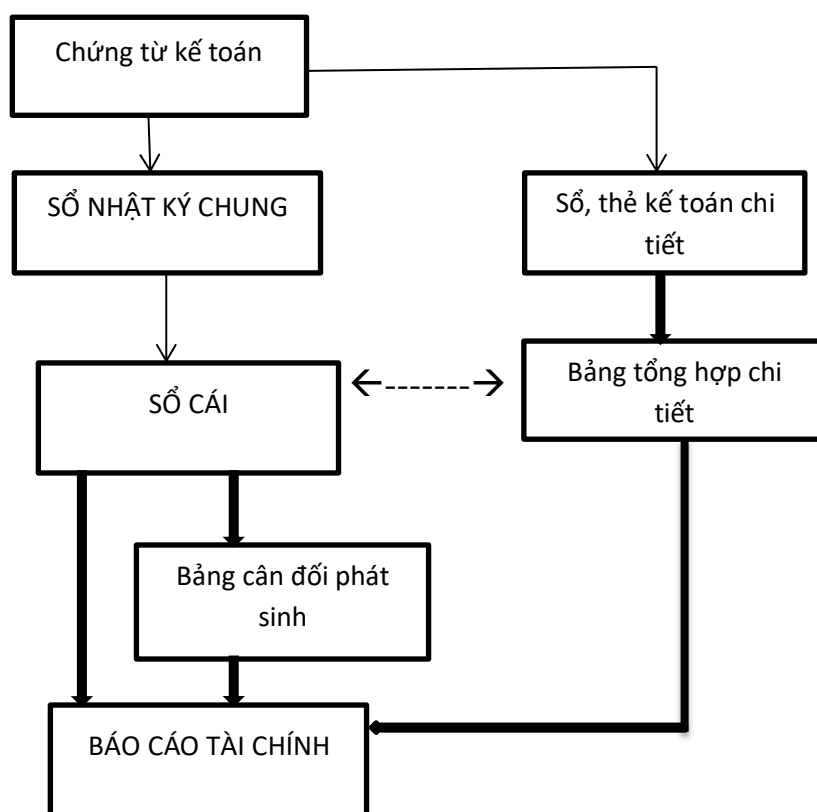 Chứng từ kế toán
SỔ NHẬT KÝ CHUNG
Sổ, thẻ kế toán chi
tiết
SỔ CÁI
Bảng tổng hợp chi
tiết
Bảng cân đối phát
sinh
BÁO CÁO TÀI CHÍNH